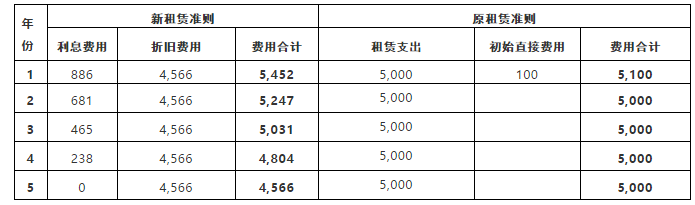 年份 新租赁准则 原租赁准则
利息费用 折旧费用 费用合计 租赁支出 初始直接费用 费用合计
1 886 4,566 5,452 5,000 100 5,100
2 681 4,566 5,247 5,000 5,000
3 465 4,566 5,031 5,000 5,000
4 238 4,566 4,804 5,000 5,000
5 0 4,566 4,566 5,000 5,000